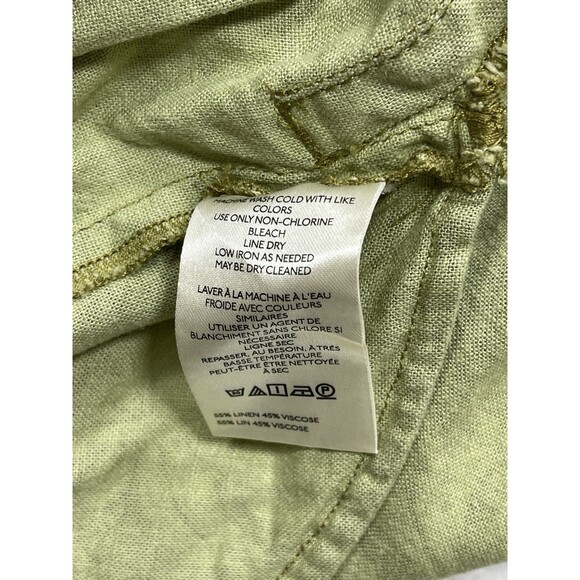 MACHINE WASH COLD WITH LIKE
COLORS
USE ONLY NON-CHLORINE
BLEACH
LINE DRY
LOW IRON AS NEEDED
MAY BE DRY CLEANED
LAVER À LA MACHINE À L'EAU
FROIDE AVEC COULEURS
SIMILAIRES
UTILISER UN AGENT DE
BLANCHIMENT SANS CHLORE SI
NÉCESSAIRE
LIGNE SEC
REPASSER, AU BESOIN, À TRÈS
BASSE TEMPÉRATURE
PEUT-ÊTRE ÊTRE NETTOYÉE
À SEC
55% LINEN 45% VISCOSE
55% LIN 45% VISCOSE